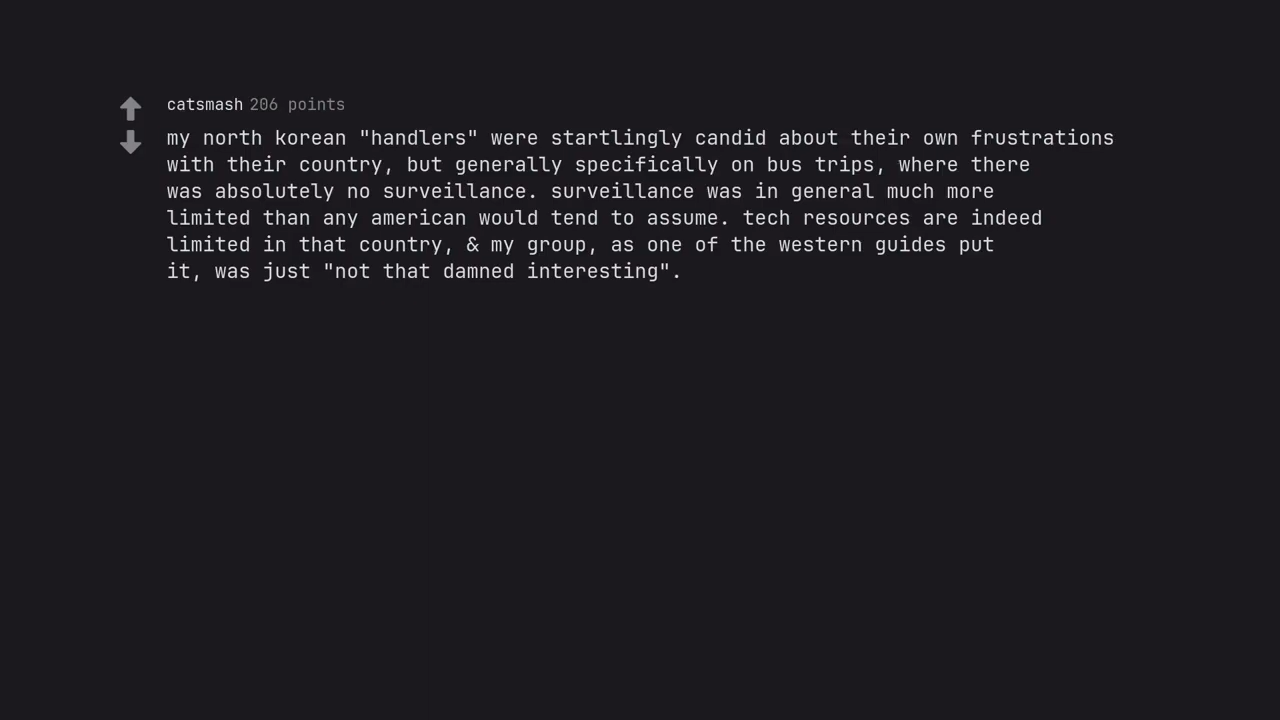 catsmash 206 points
my north korean "handlers" were startlingly candid about their own frustrations
with their country, but generally specifically on bus trips, where there
was absolutely no surveillance. surveillance was in general much more
limited than any american would tend to assume. tech resources are indeed
limited in that country, & my group, as one of the western guides put
it, was just "not that damned interesting".